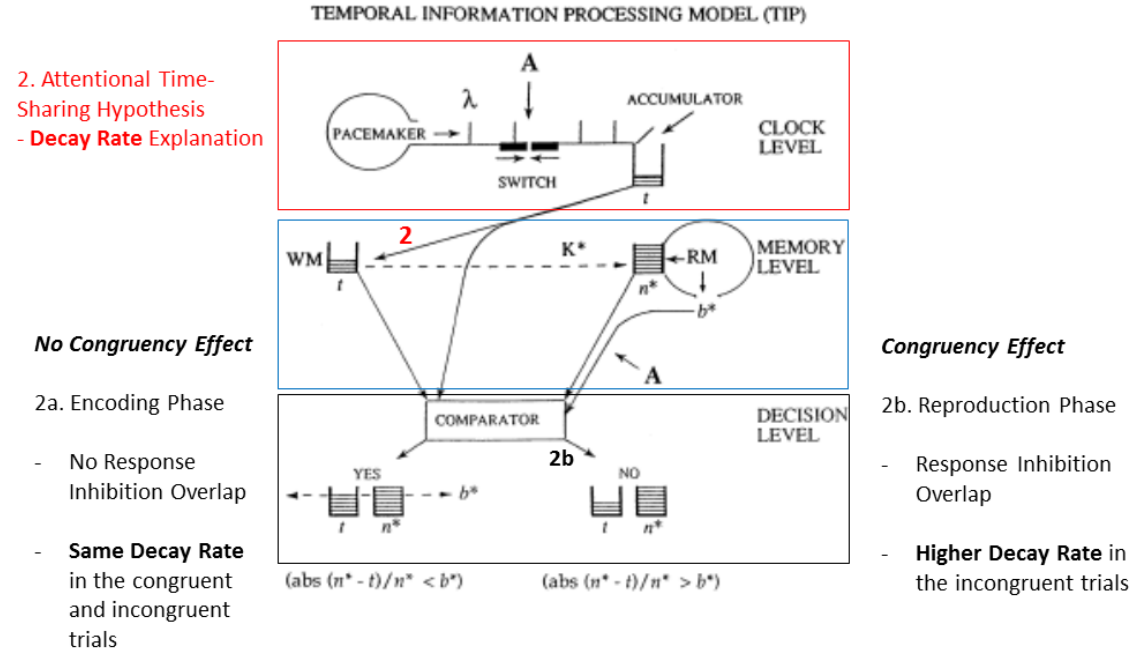 TEMPORAL INFORMATION PROCESSING MODEL (TIP)
2. Attentional Time-
Sharing Hypothesis
- Decay Rate Explanation
A
λ
ACCUMULATOR
PACEMAKER
CLOCK
LEVEL
SWITCH
t
2
WM
t
K*
RM
n*
b*
MEMORY
LEVEL
A
No Congruency Effect
2a. Encoding Phase
- No Response
Inhibition Overlap
- Same Decay Rate
in the congruent
and incongruent
trials
COMPARATOR
DECISION
LEVEL
2b
YES
NO
b*
t n*
t n*
(abs (n* - t)/n* < b*)
(abs (n* - t)/n* > b*)
Congruency Effect
2b. Reproduction Phase
- Response Inhibition
Overlap
- Higher Decay Rate in
the incongruent trials